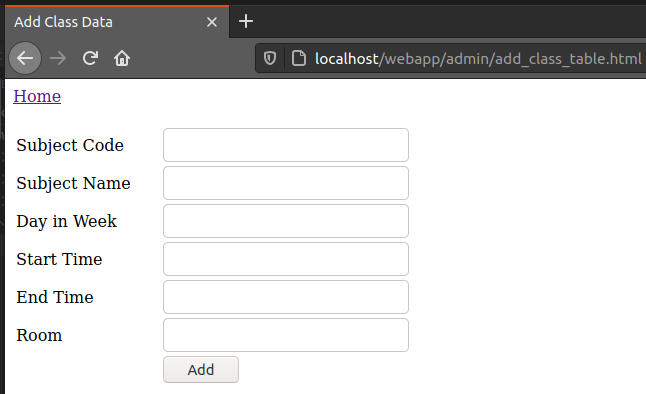 Add Class Data
localhost/webapp/admin/add_class_table.html
Home
Subject Code
Subject Name
Day in Week
Start Time
End Time
Room
Add